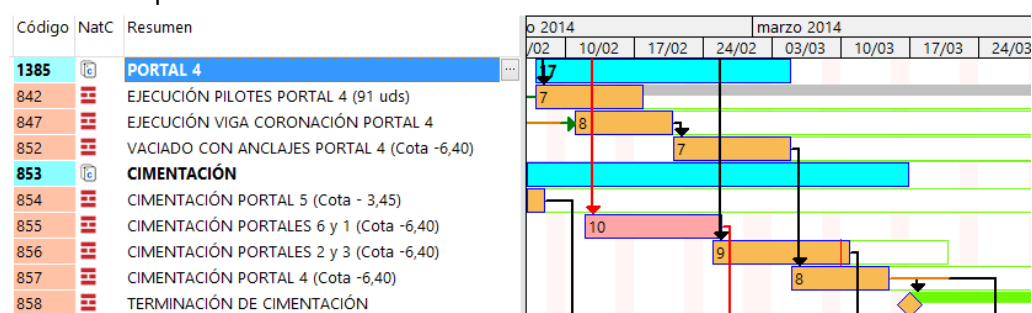 Código NatC Resumen o 2014 marzo 2014
/02 10/02 17/02 24/02 03/03 10/03 17/03 24/03
1385 PORTAL 4 ... 17
842 EJECUCIÓN PILOTES PORTAL 4 (91 uds) 7
847 EJECUCIÓN VIGA CORONACIÓN PORTAL 4 8
852 VACIADO CON ANCLAJES PORTAL 4 (Cota -6,40) 7
853 CIMENTACIÓN
854 CIMENTACIÓN PORTAL 5 (Cota - 3,45)
855 CIMENTACIÓN PORTALES 6 y 1 (Cota -6,40) 10
856 CIMENTACIÓN PORTALES 2 y 3 (Cota -6,40) 9
857 CIMENTACIÓN PORTAL 4 (Cota -6,40) 8
858 TERMINACIÓN DE CIMENTACIÓN